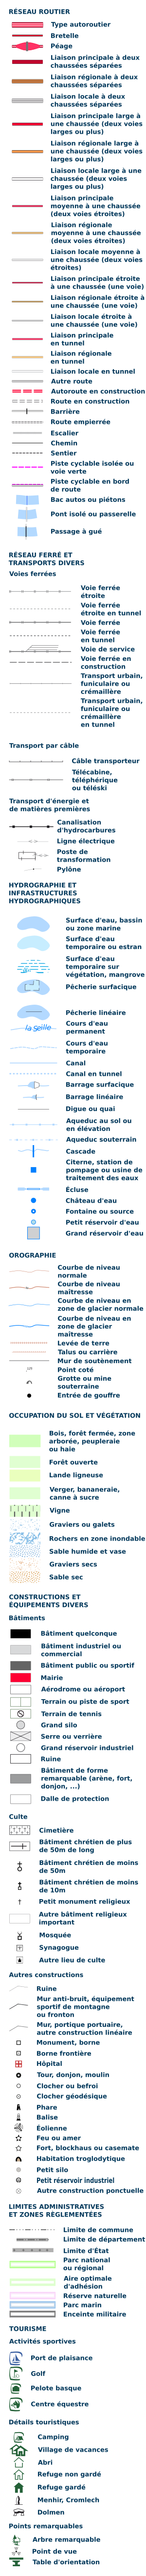 RÉSEAU ROUTIER
Type autoroutier
Bretelle
Péage
Liaison principale à deux
chaussées séparées
Liaison régionale à deux
chaussées séparées
Liaison locale à deux
chaussées séparées
Liaison principale large à
une chaussée (deux voies
larges ou plus)
Liaison régionale large à
une chaussée (deux voies
larges ou plus)
Liaison locale large à une
chaussée (deux voies
larges ou plus)
Liaison principale
moyenne à une chaussée
(deux voies étroites)
Liaison régionale
moyenne à une chaussée
(deux voies étroites)
Liaison locale moyenne à
une chaussée (deux voies
étroites)
Liaison principale étroite
à une chaussée (une voie)
Liaison régionale étroite à
une chaussée (une voie)
Liaison locale étroite à
une chaussée (une voie)
Liaison principale
en tunnel
Liaison régionale
en tunnel
Liaison locale en tunnel
Autre route
Autoroute en construction
Route en construction
Barrière
Route empierrée
Escalier
Chemin
Sentier
Piste cyclable isolée ou
voie verte
Piste cyclable en bord
de route
Bac autos ou piétons
Pont isolé ou passerelle
Passage à gué
RÉSEAU FERRÉ ET
TRANSPORTS DIVERS
Voies ferrées
Voie ferrée
étroite
Voie ferrée
étroite en tunnel
Voie ferrée
Voie ferrée
en tunnel
Voie de service
Voie ferrée en
construction
Transport urbain,
funiculaire ou
crémaillère
Transport urbain,
funiculaire ou
crémaillère
en tunnel
Transport par câble
Câble transporteur
Télécabine,
téléphérique
ou téléski
Transport d'énergie et
de matières premières
Canalisation
d'hydrocarbures
Ligne électrique
Poste de
transformation
Pylône
HYDROGRAPHIE ET
INFRASTRUCTURES
HYDROGRAPHIQUES
Surface d'eau, bassin
ou zone marine
Surface d'eau
temporaire ou estran
Surface d'eau
temporaire sur
végétation, mangrove
Pêcherie surfacique
Pêcherie linéaire
la Seille
Cours d'eau
permanent
Cours d'eau
temporaire
Canal
Canal en tunnel
Barrage surfacique
Barrage linéaire
Digue ou quai
Aqueduc au sol ou
en élévation
Aqueduc souterrain
Cascade
Citerne, station de
pompage ou usine de
traitement des eaux
Écluse
Château d'eau
Fontaine ou source
Petit réservoir d'eau
Grand réservoir d'eau
OROGRAPHIE
Courbe de niveau
normale
Courbe de niveau
maîtresse
Courbe de niveau en
zone de glacier normale
Courbe de niveau en
zone de glacier
maîtresse
Levée de terre
Talus ou carrière
Mur de soutènement
Point coté
Grotte ou mine
souterraine
Entrée de gouffre
OCCUPATION DU SOL ET VÉGÉTATION
Bois, forêt fermée, zone
arborée, peupleraie
ou haie
Forêt ouverte
Lande ligneuse
Verger, bananeraie,
canne à sucre
Vigne
Graviers ou galets
Rochers en zone inondable
Sable humide et vase
Graviers secs
Sable sec
CONSTRUCTIONS ET
ÉQUIPEMENTS DIVERS
Bâtiments
Bâtiment quelconque
Bâtiment industriel ou
commercial
Bâtiment public ou sportif
Mairie
Aérodrome ou aéroport
Terrain ou piste de sport
Terrain de tennis
Grand silo
Serre ou verrière
Grand réservoir industriel
Ruine
Bâtiment de forme
remarquable (arène, fort,
donjon, ...)
Dalle de protection
Culte
Cimetière
Bâtiment chrétien de plus
de 50m de long
Bâtiment chrétien de moins
de 50m
Bâtiment chrétien de moins
de 10m
Petit monument religieux
Autre bâtiment religieux
important
Mosquée
Synagogue
Autre lieu de culte
Autres constructions
Ruine
Mur anti-bruit, équipement
sportif de montagne
ou fronton
Mur, portique portuaire,
autre construction linéaire
Monument, borne
Borne frontière
Hôpital
Tour, donjon, moulin
Clocher ou befroi
Clocher géodésique
Phare
Balise
Éolienne
Feu ou amer
Fort, blockhaus ou casemate
Habitation troglodytique
Petit silo
Petit réservoir industriel
Autre construction ponctuelle
LIMITES ADMINISTRATIVES
ET ZONES RÉGLEMENTÉES
Limite de commune
Limite de département
Limite d'État
Parc national
ou régional
Aire optimale
d'adhésion
Réserve naturelle
Parc marin
Enceinte militaire
TOURISME
Activités sportives
Port de plaisance
Golf
Pelote basque
Centre équestre
Détails touristiques
Camping
Village de vacances
Abri
Refuge non gardé
Refuge gardé
Menhir, Cromlech
Dolmen
Points remarquables
Arbre remarquable
Point de vue
Table d'orientation